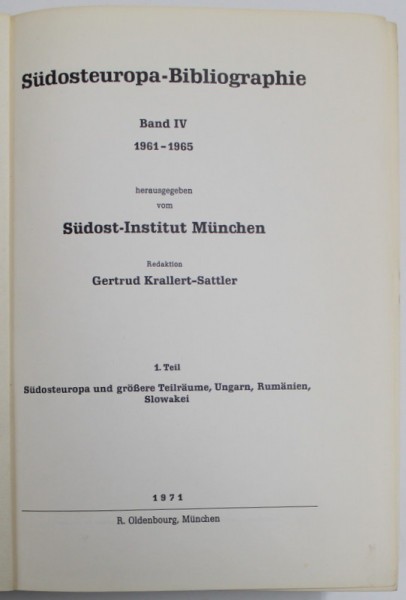 Südosteuropa-Bibliographie
Band IV
1961-1965
herausgegeben
vom
Südost-Institut München
Redaktion
Gertrud Krallert-Sattler
1. Teil
Südosteuropa und größere Teilräume, Ungarn, Rumänien,
Slowakei
1971
R. Oldenbourg, München